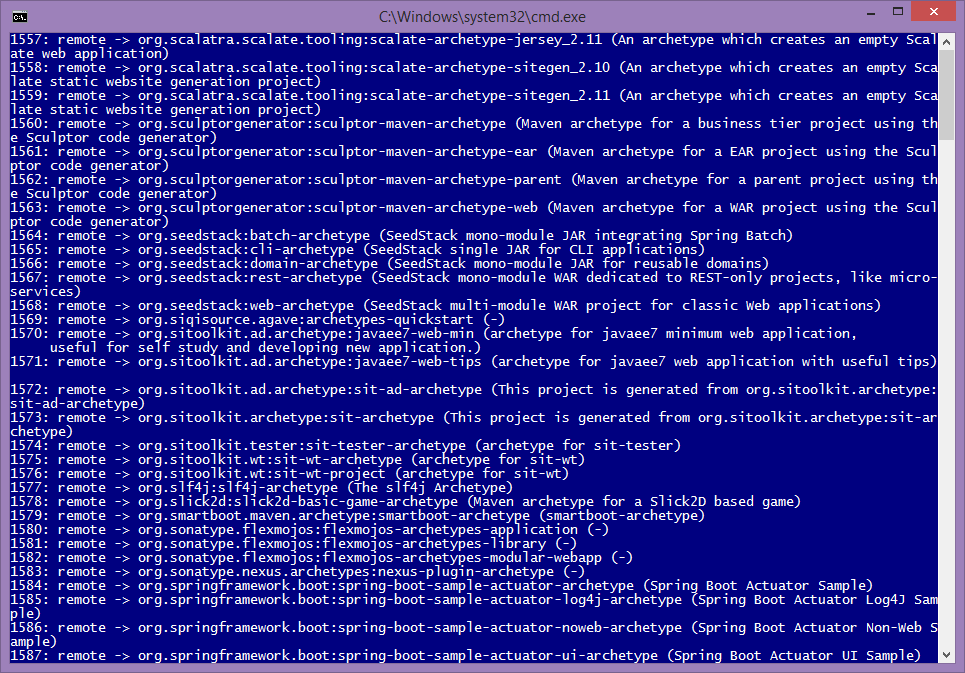 C:\Windows\system32\cmd.exe
1557: remote -> org.scalatra.scalate.tooling:scalate-archetype-jersey_2.11 (An archetype which creates an empty Scal
ate web application)
1558: remote -> org.scalatra.scalate.tooling:scalate-archetype-sitegen_2.10 (An archetype which creates an empty Sca
late static website generation project)
1559: remote -> org.scalatra.scalate.tooling:scalate-archetype-sitegen_2.11 (An archetype which creates an empty Sca
late static website generation project)
1560: remote -> org.sculptorgenerator:sculptor-maven-archetype (Maven archetype for a business tier project using th
e Sculptor code gernerator)
1561: remote -> org.sculptorgenerator:sculptor-maven-archetype-ear (Maven archetype for a EAR project using the Scul
ptor code generator)
1562: remote -> org.sculptorgenerator:sculptor-maven-archetype-parent (Maven archetype for a parent project using th
e Sculptor code generator)
1563: remote -> org.sculptorgenerator:sculptor-maven-archetype-web (Maven archetype for a WAR project using the Scul
ptor code generator)
1564: remote -> org.seedstack:batch-archetype (SeedStack mono-module JAR integrating Spring Batch)
1565: remote -> org.seedstack:cli-archetype (SeedStack single JAR for CLI applications)
1566: remote -> org.seedstack:domain-archetype (SeedStack mono-module JAR for reusable domains)
1567: remote -> org.seedstack:rest-archetype (SeedStack mono-module WAR dedicated to REST-only projects, like micro-
services)
1568: remote -> org.seedstack:web-archetype (SeedStack multi-module WAR project for classic Web applications)
1569: remote -> org.siqisource.agave:archetypes-quickstart (-)
1570: remote -> org.sitoolkit.ad.archetype:javaee7-web-min (archetype for javaee7 minimum web application,
useful for self study and developing new application.)
1571: remote -> org.sitoolkit.ad.archetype:javaee7-web-tips (archetype for javaee7 web application with useful tips)
1572: remote -> org.sitoolkit.ad.archetype:sit-ad-archetype (This project is generated from org.sitoolkit.archetype:
sit-ad-archetype)
1573: remote -> org.sitoolkit.archetype:sit-archetype (This project is generated from org.sitoolkit.archetype:sit-ar
chetype)
1574: remote -> org.sitoolkit.tester:sit-tester-archetype (archetype for sit-tester)
1575: remote -> org.sitoolkit.wt:sit-wt-archetype (archetype for sit-wt)
1576: remote -> org.sitoolkit.wt:sit-wt-project (archetype for sit-wt)
1577: remote -> org.slf4j:slf4j-archetype (The slf4j Archetype)
1578: remote -> org.slick2d:slick2d-basic-game-archetype (Maven archetype for a Slick2D based game)
1579: remote -> org.smartboot.maven.archetype:smartboot-archetype (smartboot-archetype)
1580: remote -> org.sonatype.flexmojos:flexmojos-archetypes-application (-)
1581: remote -> org.sonatype.flexmojos:flexmojos-archetypes-library (-)
1582: remote -> org.sonatype.flexmojos:flexmojos-archetypes-modular-webapp (-)
1583: remote -> org.sonatype.nexus.archetypes:nexus-plugin-archetype (-)
1584: remote -> org.springframework.boot:spring-boot-sample-actuator-archetype (Spring Boot Actuator Sample)
1585: remote -> org.springframework.boot:spring-boot-sample-actuator-log4j-archetype (Spring Boot Actuator Log4J Sam
ple)
1586: remote -> org.springframework.boot:spring-boot-sample-actuator-noweb-archetype (Spring Boot Actuator Non-Web S
ample)
1587: remote -> org.springframework.boot:spring-boot-sample-actuator-ui-archetype (Spring Boot Actuator UI Sample)